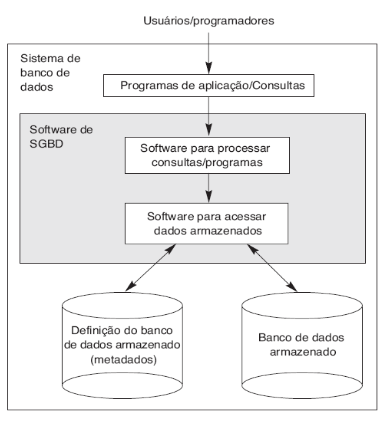 Usuários/programadores
Sistema de
banco de
dados
Programas de aplicação/Consultas
Software de
SGBD
Software para processar
consultas/programas
Software para acessar
dados armazenados
Definição do banco
de dados armazenado
(metadados)
Banco de dados
armazenado